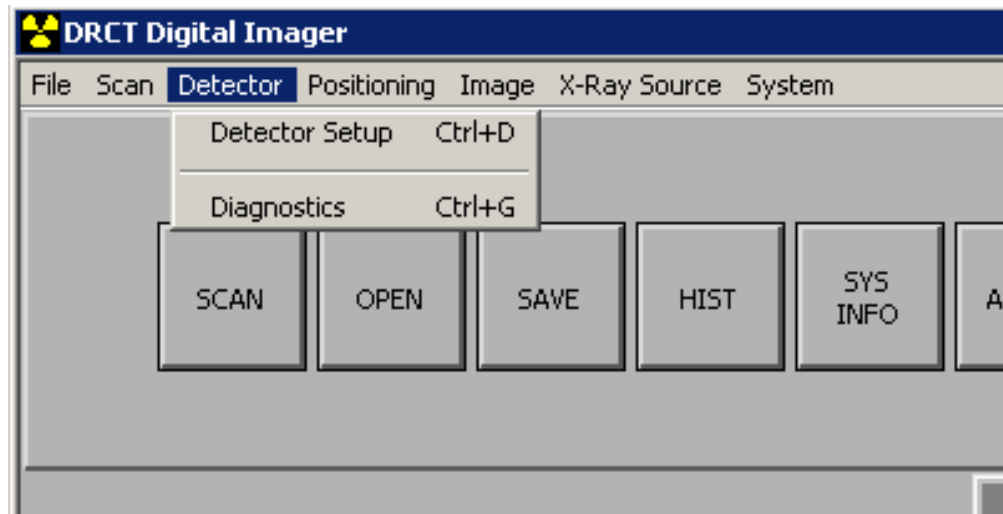 DRCT Digital Imager
File Scan Detector Positioning Image X-Ray Source System
Detector Setup Ctrl+D
Diagnostics Ctrl+G
SCAN OPEN SAVE HIST SYS
INFO